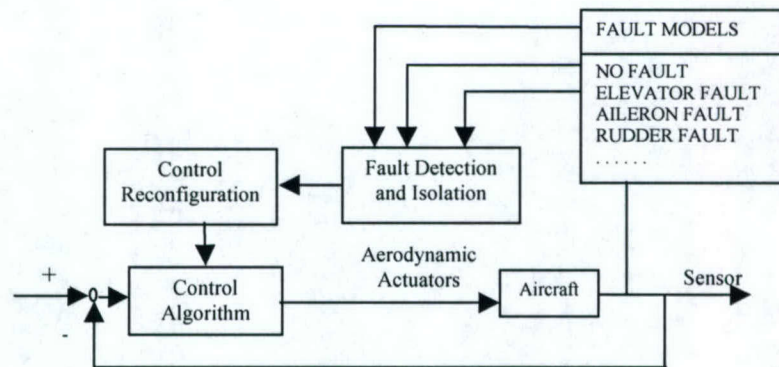 FAULT MODELS
NO FAULT
ELEVATOR FAULT
AILERON FAULT
RUDDER FAULT
. . . . . .
Control
Reconfiguration
Fault Detection
and Isolation
Aerodynamic
Actuators
+
-
Control
Algorithm
Aircraft
Sensor